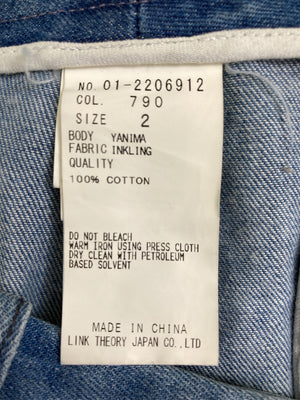 NO. 01-2206912
COL. 790
SIZE 2
BODY YANIMA
FABRIC INKLING
QUALITY
100% COTTON
DO NOT BLEACH
WARM IRON USING PRESS CLOTH
DRY CLEAN WITH PETROLEUM
BASED SOLVENT
MADE IN CHINA
LINK THEORY JAPAN CO.,LTD